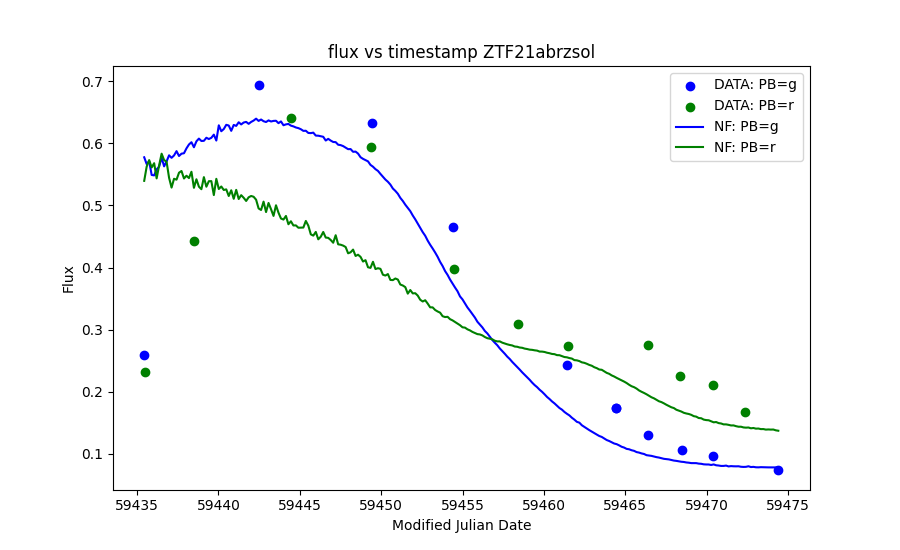 flux vs timestamp ZTF21abrzsol
DATA: PB=g
DATA: PB=r
NF: PB=g
NF: PB=r
Flux
0.7
0.6
0.5
0.4
0.3
0.2
0.1
59435 59440 59445 59450 59455 59460 59465 59470 59475
Modified Julian Date